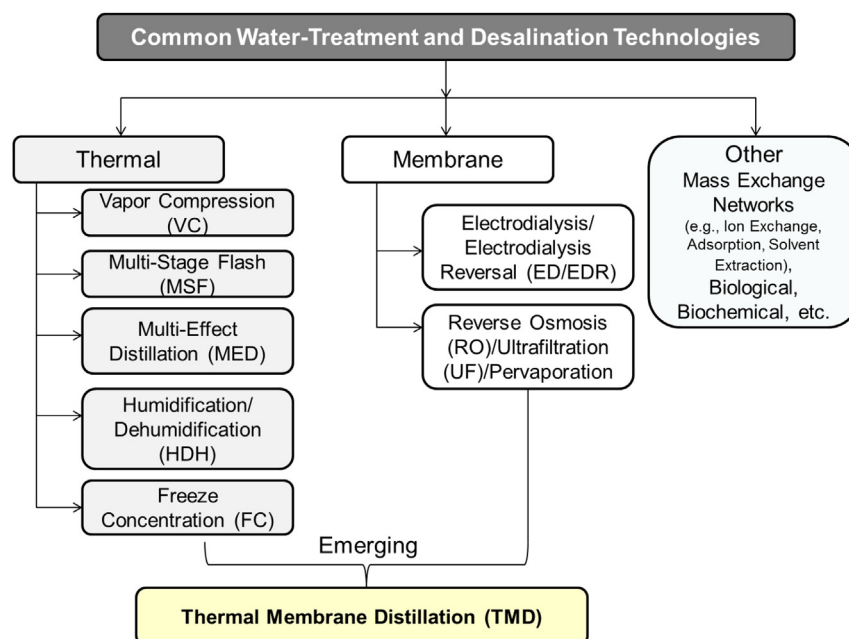 Common Water-Treatment and Desalination Technologies
Thermal
Vapor Compression
(VC)
Multi-Stage Flash
(MSF)
Multi-Effect
Distillation (MED)
Humidification/
Dehumidification
(HDH)
Freeze
Concentration (FC)
Membrane
Electrodialysis/
Electrodialysis
Reversal (ED/EDR)
Reverse Osmosis
(RO)/Ultrafiltration
(UF)/Pervaporation
Other
Mass Exchange
Networks
(e.g., Ion Exchange,
Adsorption, Solvent
Extraction),
Biological,
Biochemical, etc.
Emerging
Thermal Membrane Distillation (TMD)